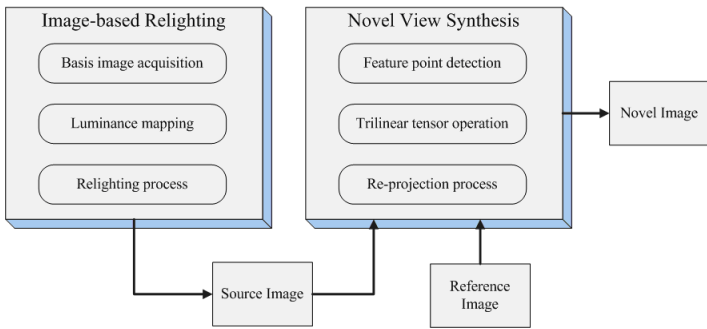 Image-based Relighting
Basis image acquisition
Luminance mapping
Relighting process
Novel View Synthesis
Feature point detection
Trilinear tensor operation
Re-projection process
Novel Image
Source Image
Reference
Image